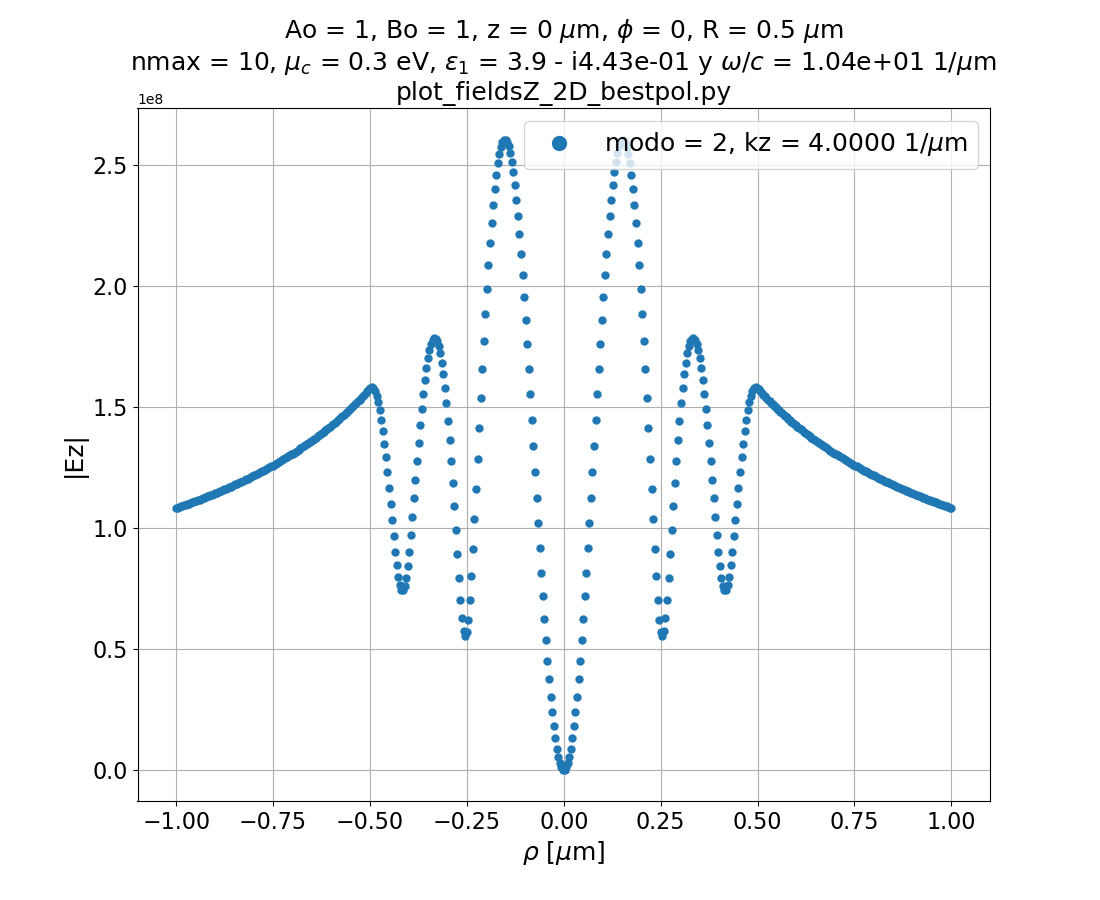 Ao = 1, Bo = 1, z = 0 μm, ϕ = 0, R = 0.5 μm
nmax = 10, μc = 0.3 eV, ε1 = 3.9 - i4.43e-01 y ω/c = 1.04e+01 1/μm
plot_fieldsZ_2D_bestpol.py
1e8
modo = 2, kz = 4.0000 1/μm
2.5
2.0
1.5
1.0
0.5
0.0
|Ez|
−1.00 −0.75 −0.50 −0.25 0.00 0.25 0.50 0.75 1.00
ρ [μm]